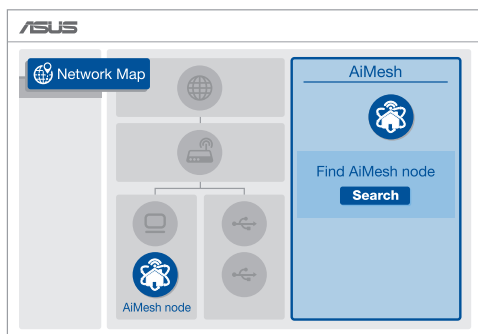 ASUS
Network Map
AiMesh
Find AiMesh node
Search
AiMesh node